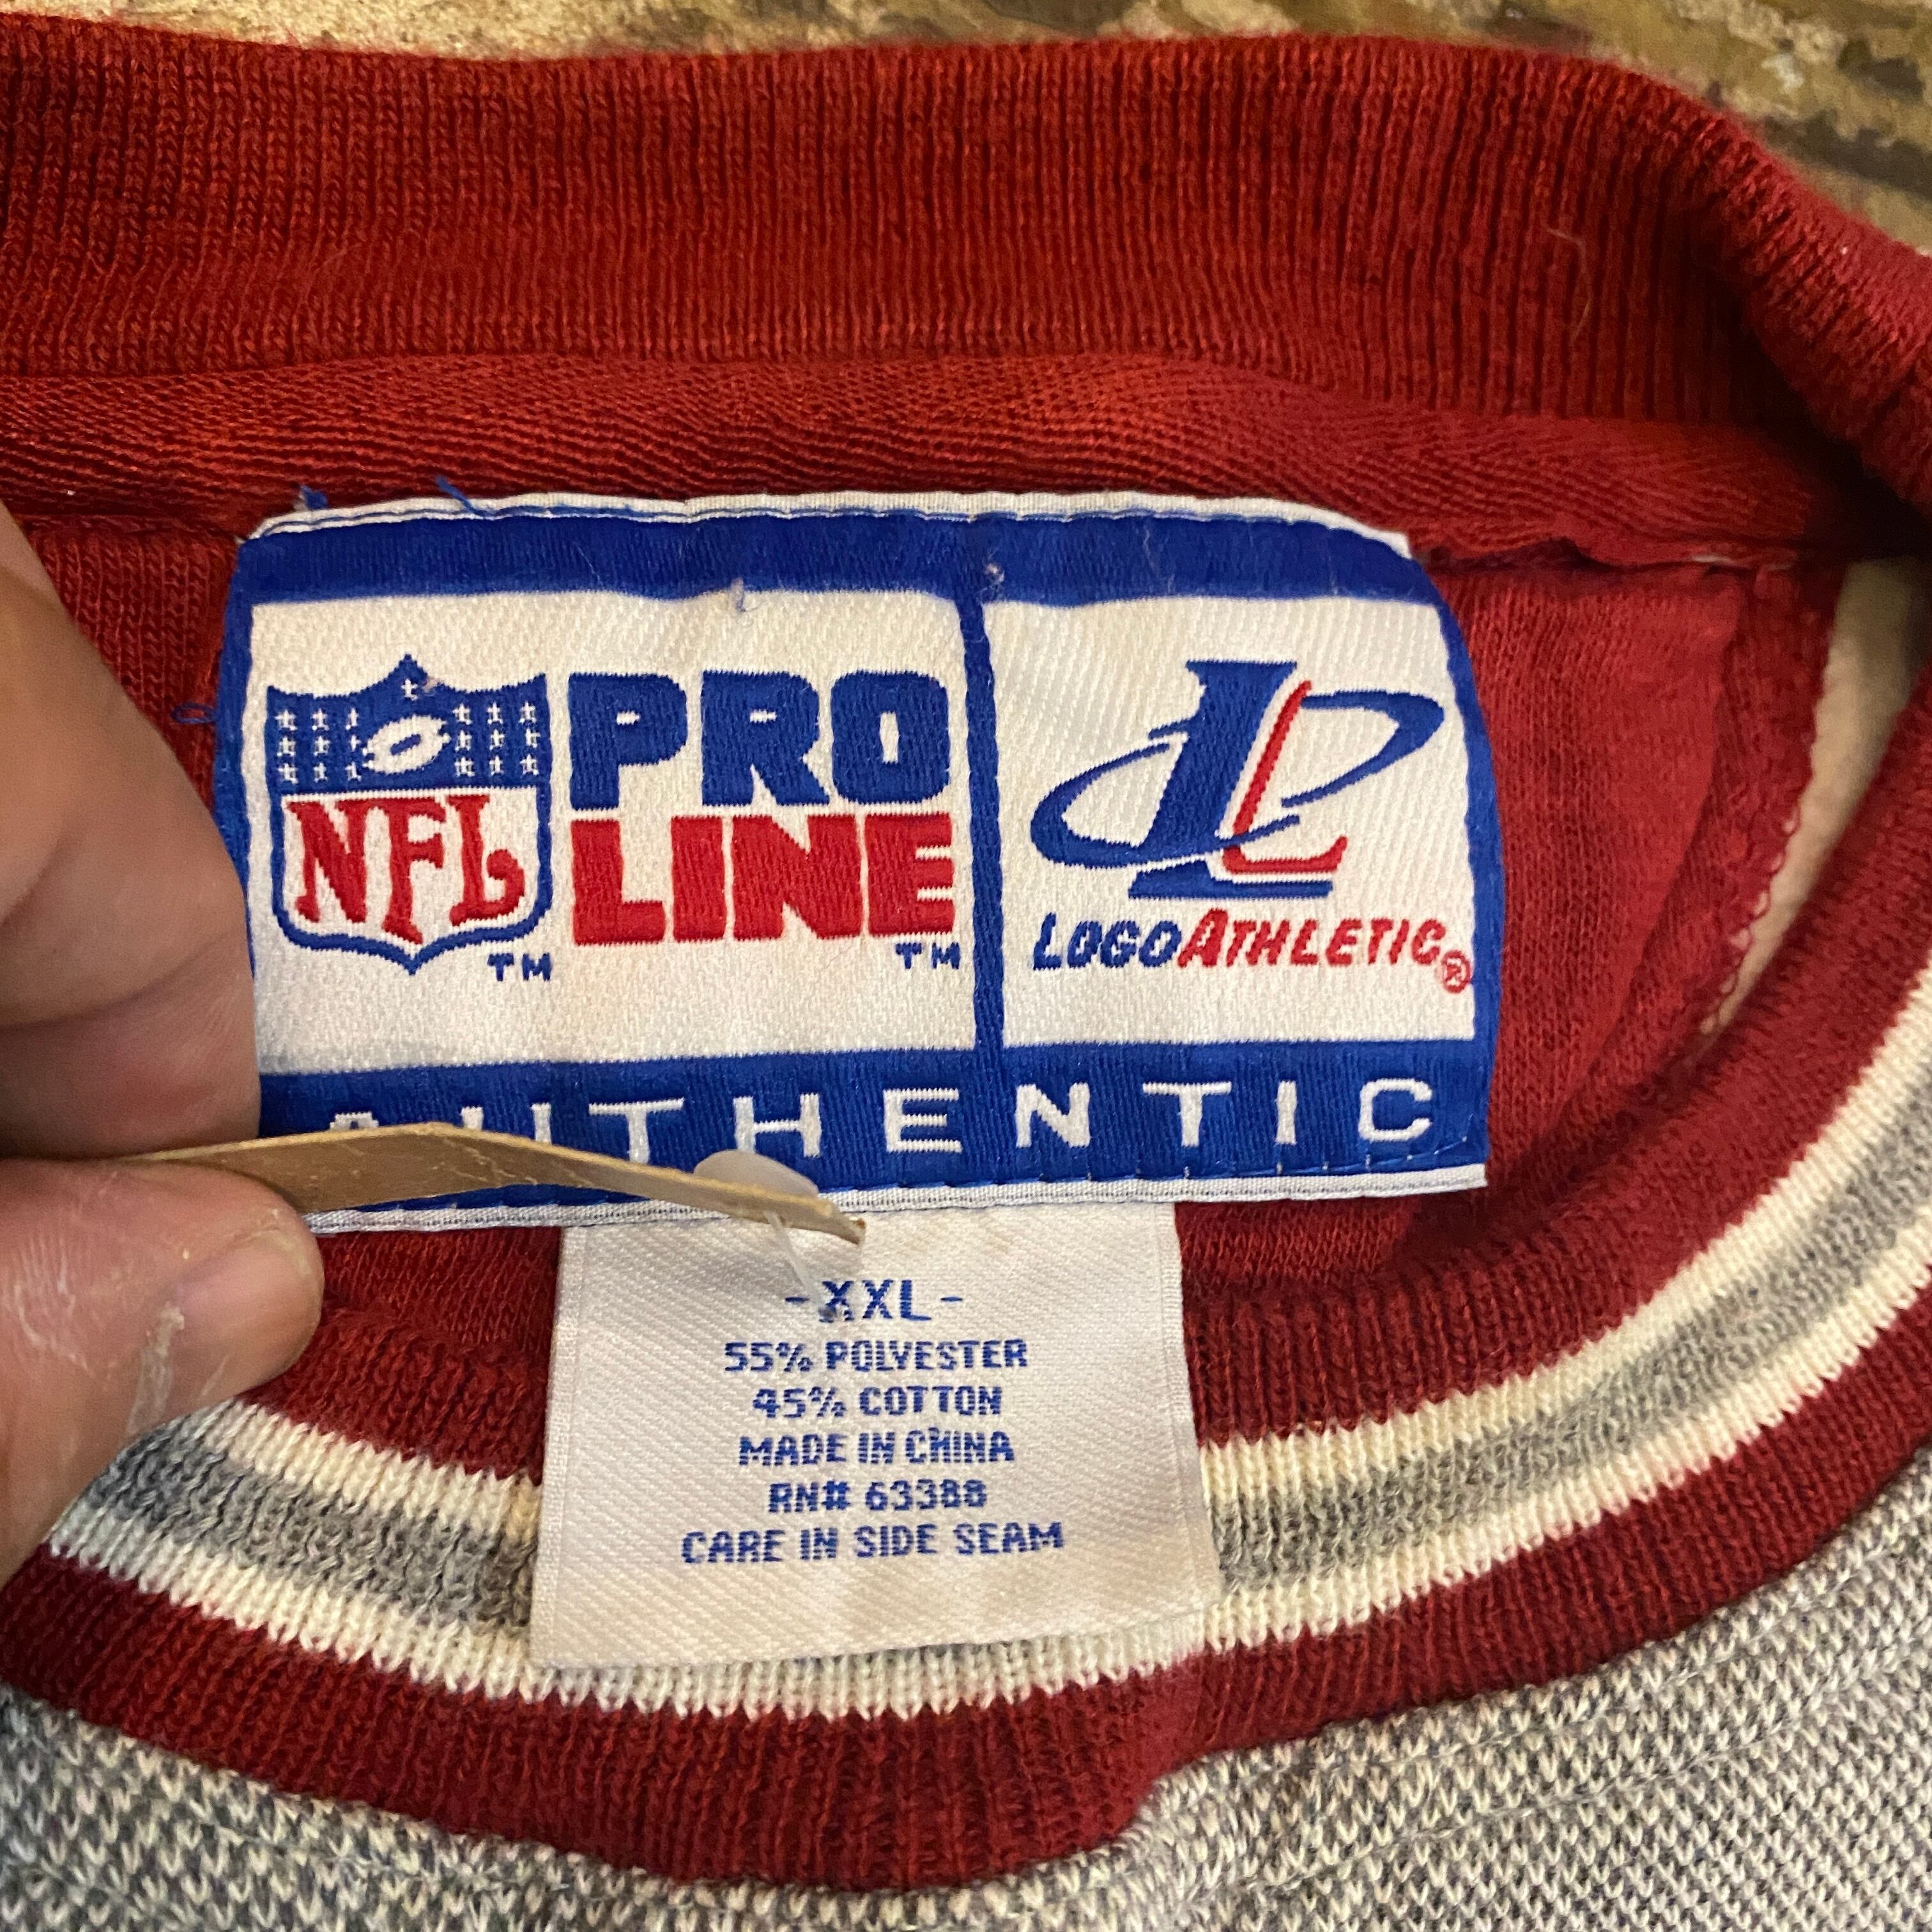 NFL PRO LINE
TM TM
LOGOATHLETIC®
AUTHENTIC
-XXL-
55% POLYESTER
45% COTTON
MADE IN CHINA
RN# 63388
CARE IN SIDE SEAM